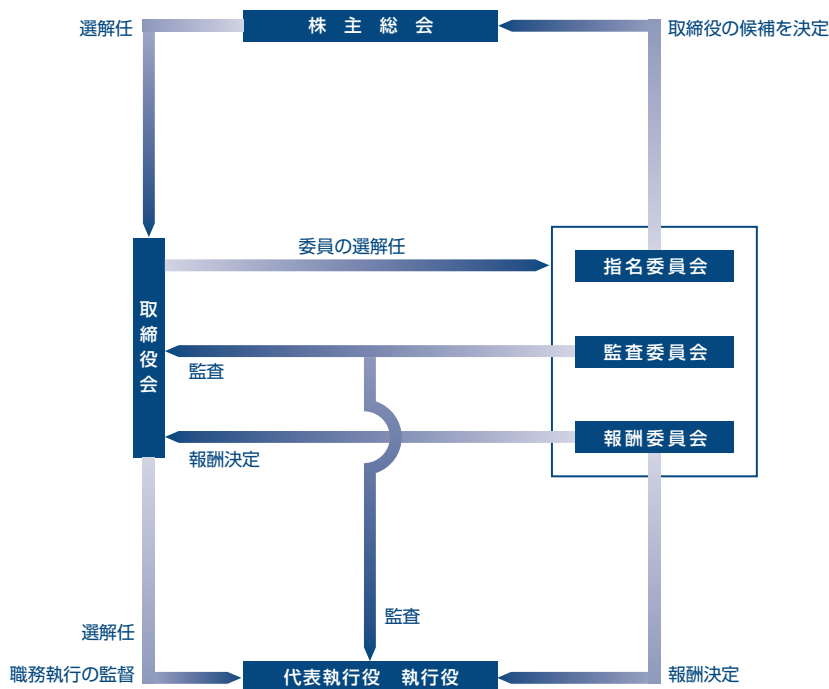 選解任
株主総会
取締役の候補を決定
委員の選解任
指名委員会
取締役会
監査委員会
監査
報酬委員会
報酬決定
監査
選解任
職務執行の監督
代表執行役　執行役
報酬決定